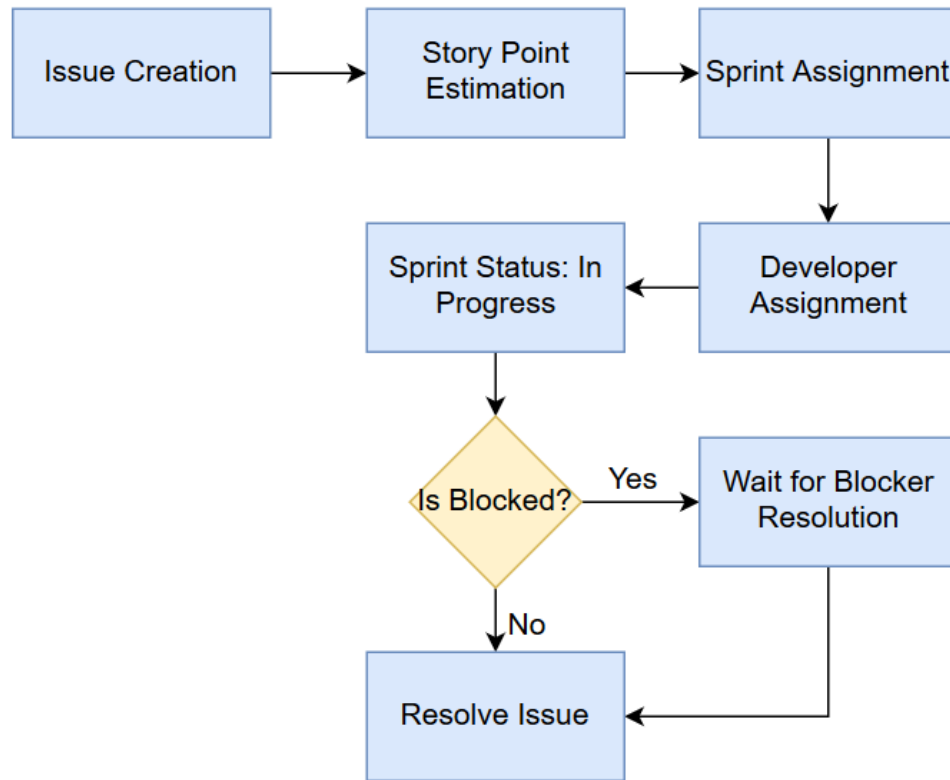 Issue Creation
Story Point
Estimation
Sprint Assignment
Sprint Status: In
Progress
Developer
Assignment
Is Blocked?
Yes
Wait for Blocker
Resolution
No
Resolve Issue